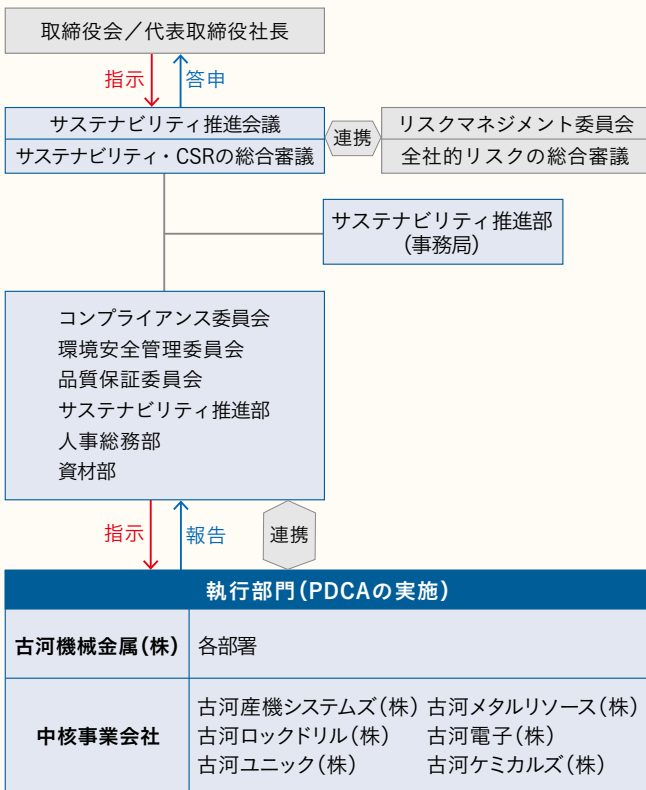 取締役会／代表取締役社長
指示
答申
サステナビリティ推進会議
サステナビリティ・CSRの総合審議
連携
リスクマネジメント委員会
全社的リスクの総合審議
サステナビリティ推進部
(事務局)
コンプライアンス委員会
環境安全管理委員会
品質保証委員会
サステナビリティ推進部
人事総務部
資材部
指示
報告
連携
執行部門(PDCAの実施)
古河機械金属(株) 各部署
中核事業会社
古河産機システムズ(株) 古河メタルリソース(株)
古河ロックドリル(株) 古河電子(株)
古河ユニック(株) 古河ケミカルズ(株)